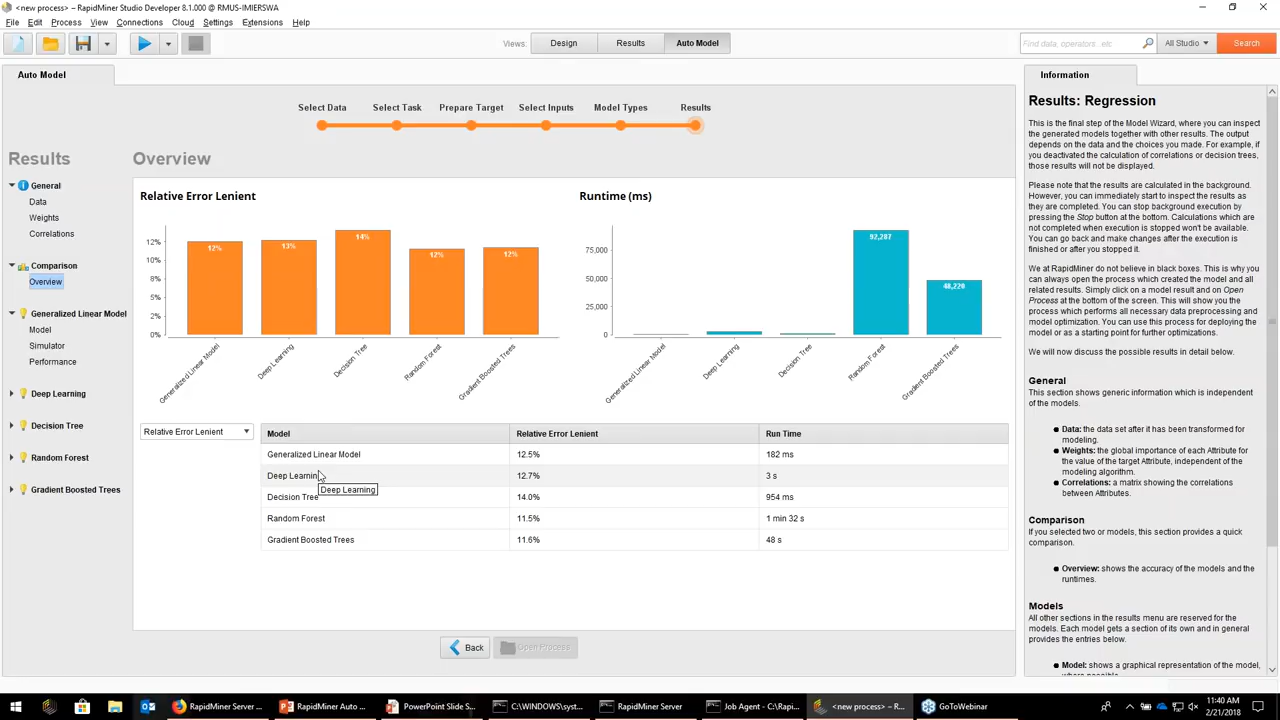 <new process> – RapidMiner Studio Developer 8.1.000 @ RMUS-IMIERSWA
File Edit Process View Connections Cloud Settings Extensions Help
Views: Design Results Auto Model
Find data, operators...etc All Studio Search
Auto Model
Select Data Select Task Prepare Target Select Inputs Model Types Results
Results
General
Data
Weights
Correlations
Comparison
Overview
Generalized Linear Model
Model
Simulator
Performance
Deep Learning
Decision Tree
Random Forest
Gradient Boosted Trees
Overview
Relative Error Lenient
12%
10%
8%
5%
2%
0%
12% 13% 14% 12% 12%
Generalized Linear Model Deep Learning Decision Tree Random Forest Gradient Boosted Trees
Runtime (ms)
75,000
50,000
25,000
0
92,287 48,220
Generalized Linear Model Deep Learning Decision Tree Random Forest Gradient Boosted Trees
Relative Error Lenient
Model Relative Error Lenient Run Time
Generalized Linear Model 12.5% 182 ms
Deep Learning 12.7% 3 s
Deep Learning
Decision Tree 14.0% 954 ms
Random Forest 11.5% 1 min 32 s
Gradient Boosted Trees 11.6% 48 s
Back Open Process
Information
Results: Regression
This is the final step of the Model Wizard, where you can inspect
the generated models together with other results. The output
depends on the data and the choices you made. For example, if
you deactivated the calculation of correlations or decision trees,
those results will not be displayed.
Please note that the results are calculated in the background.
However, you can immediately start to inspect the results as
they are completed. You can stop background execution by
pressing the Stop button at the bottom. Calculations which are
not completed when execution is stopped won't be available.
You can go back and make changes after the execution is
finished or after you stopped it.
We at RapidMiner do not believe in black boxes. This is why you
can always open the process which created the model and all
related results. Simply click on a model result and on Open
Process at the bottom of the screen. This will show you the
process which performs all necessary data preprocessing and
model optimization. You can use this process for deploying the
model or as a starting point for further optimizations.
We will now discuss the possible results in detail below.
General
This section shows generic information which is independent
of the models.
Data: the data set after it has been transformed for
modeling.
Weights: the global importance of each Attribute for
the value of the target Attribute, independent of the
modeling algorithm.
Correlations: a matrix showing the correlations
between Attributes.
Comparison
If you selected two or models, this section provides a quick
comparison.
Overview: shows the accuracy of the models and the
runtimes.
Models
All other sections in the results menu are reserved for the
models. Each model gets a section of its own and in general
provides the entries below.
Model: shows a graphical representation of the model,
where possible
RapidMiner Server ... RapidMiner Auto ... PowerPoint Slide S... C:\WINDOWS\syst... RapidMiner Server Job Agent - C:\Rapi... <new process> – R... GoToWebinar
11:40 AM
2/21/2018